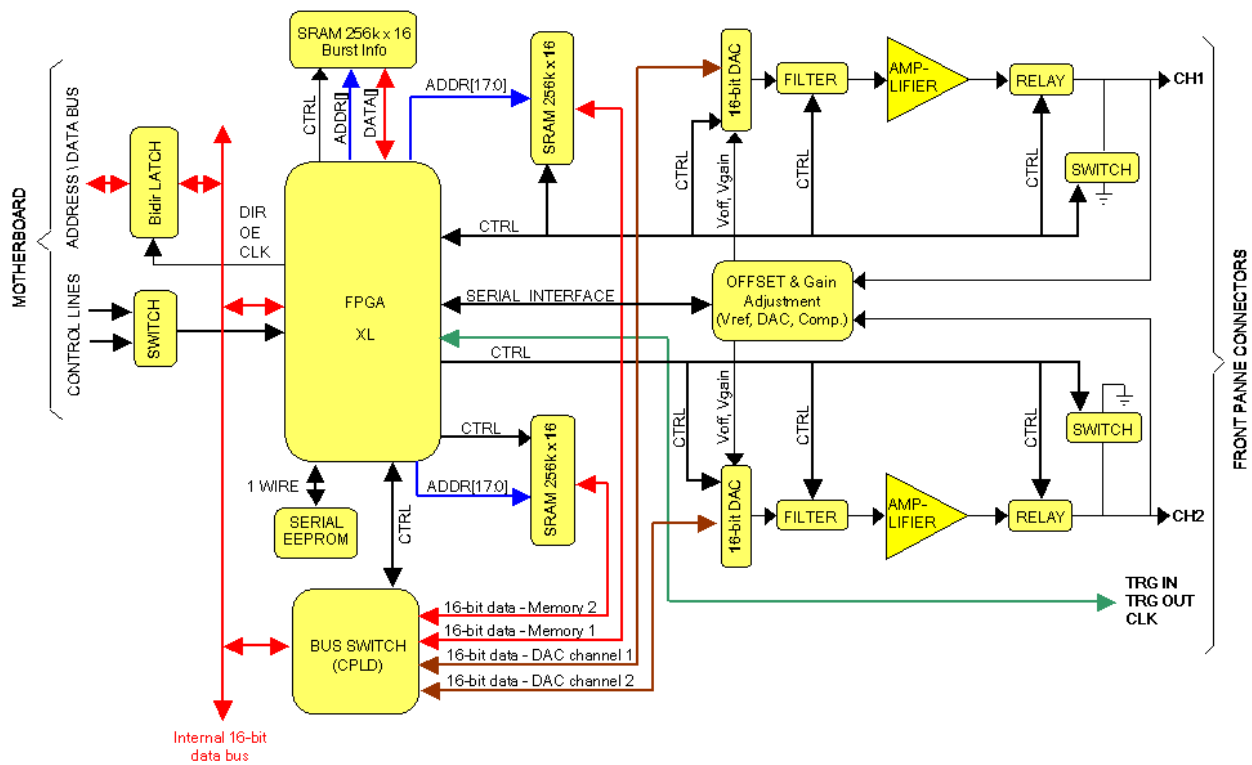 SRAM 256k x 16
Burst Info
CTRL
ADDR[]
DATA[]
ADDR[17:0]
SRAM 256k x 16
16-bit DAC
FILTER
AMP-
LIFIER
RELAY
CH1
MOTHERBOARD
ADDRESS \ DATA BUS
Bidir LATCH
DIR
OE
CLK
CTRL
CTRL
Voff, Vgain
CTRL
CTRL
SWITCH
CONTROL LINES
SWITCH
FPGA
XL
SERIAL INTERFACE
OFFSET & Gain
Adjustment
(Vref, DAC, Comp.)
FRONT PANNE CONNECTORS
CTRL
CTRL
Voff, Vgain
CTRL
CTRL
SWITCH
CTRL
ADDR[17:0]
SRAM 256k x 16
1 WIRE
SERIAL
EEPROM
CTRL
16-bit DAC
FILTER
AMP-
LIFIER
RELAY
CH2
BUS SWITCH
(CPLD)
16-bit data - Memory 2
16-bit data - Memory 1
16-bit data - DAC channel 1
16-bit data - DAC channel 2
TRG IN
TRG OUT
CLK
Internal 16-bit
data bus